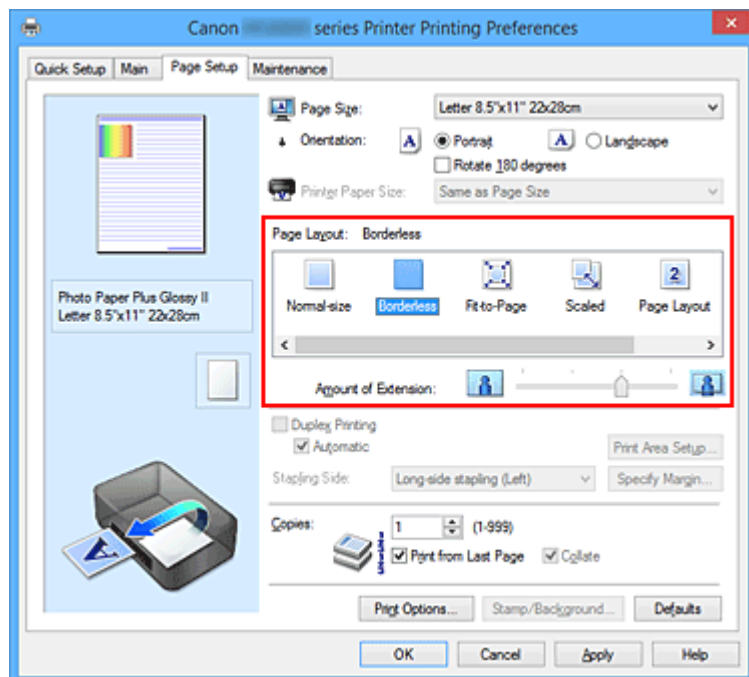 Canon series Printer Printing Preferences
Quick Setup Main Page Setup Maintenance
Page Size: Letter 8.5"x11" 22x28cm
Orientation: A Portrait A Landscape
Rotate 180 degrees
Printer Paper Size: Same as Page Size
Page Layout: Borderless
Normal-size Borderless Fit-to-Page Scaled 2 Page Layout
Amount of Extension:
Photo Paper Plus Glossy II
Letter 8.5"x11" 22x28cm
Duplex Printing
Automatic
Print Area Setup...
Stapling Side: Long-side stapling (Left) Specify Margin...
Copies: 1 (1-999)
Print from Last Page Collate
A
Print Options... Stamp/Background... Defaults
OK Cancel Apply Help